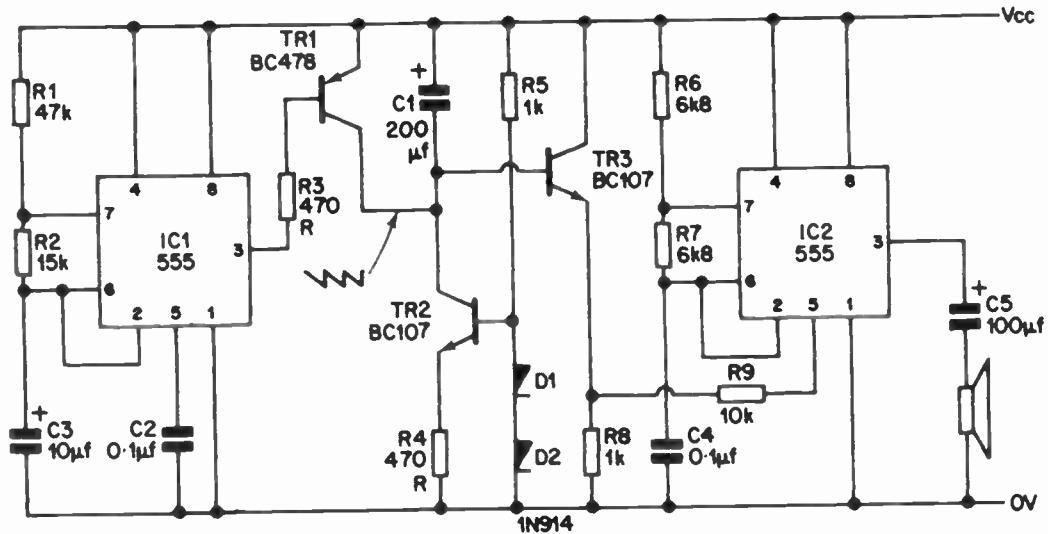 Vcc
TR1
BC478
R1
47k
C1
200
µf
+
R5
1k
R6
6k8
TR3
BC107
4
8
7
IC1
555
3
6
2
5
1
R2
15k
R3
470
R
TR2
BC107
R7
6k8
4
8
7
IC2
555
3
6
2
5
1
+
C5
100µf
D1
D2
R9
10k
+
C3
10µf
C2
0·1µf
R4
470
R
R8
1k
C4
0·1µf
0V
1N914